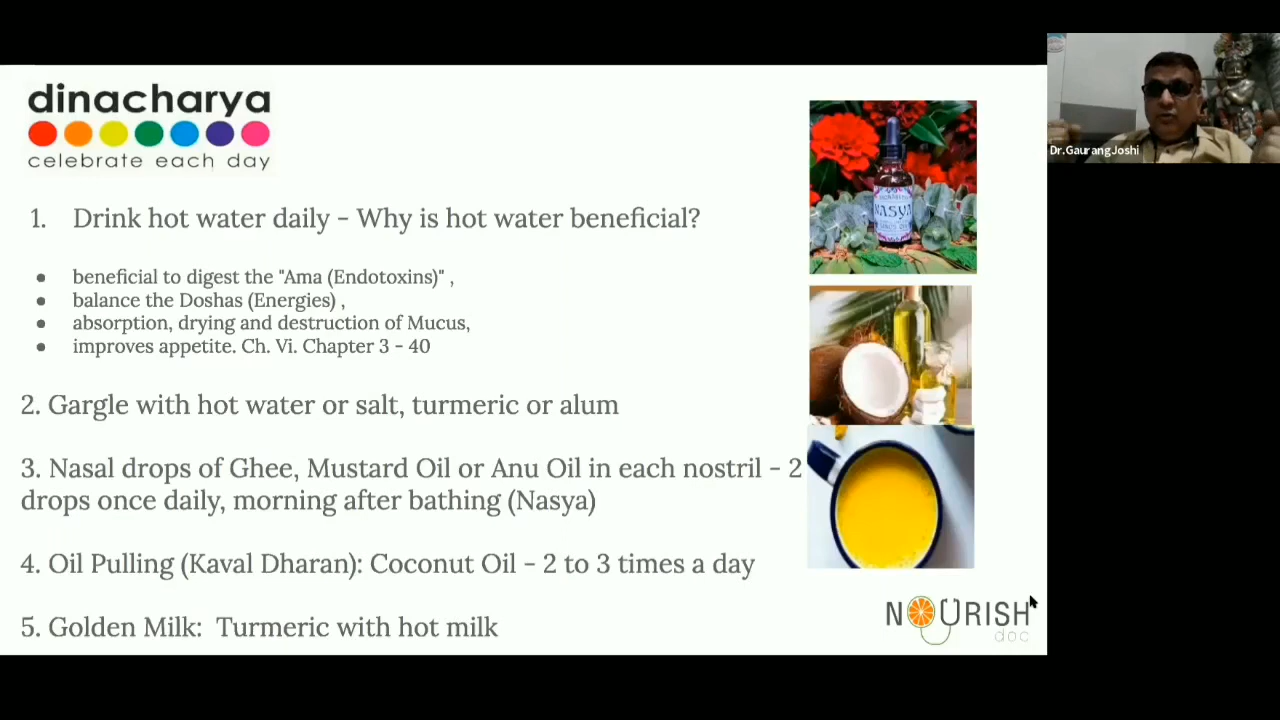 dinacharya
celebrate each day
1. Drink hot water daily - Why is hot water beneficial?
● beneficial to digest the "Ama (Endotoxins)" ,
● balance the Doshas (Energies) ,
● absorption, drying and destruction of Mucus,
● improves appetite. Ch. Vi. Chapter 3 - 40
2. Gargle with hot water or salt, turmeric or alum
3. Nasal drops of Ghee, Mustard Oil or Anu Oil in each nostril - 2
drops once daily, morning after bathing (Nasya)
4. Oil Pulling (Kaval Dharan): Coconut Oil - 2 to 3 times a day
5. Golden Milk: Turmeric with hot milk
NASYA
NOURISH
doc
Dr.GaurangJoshi